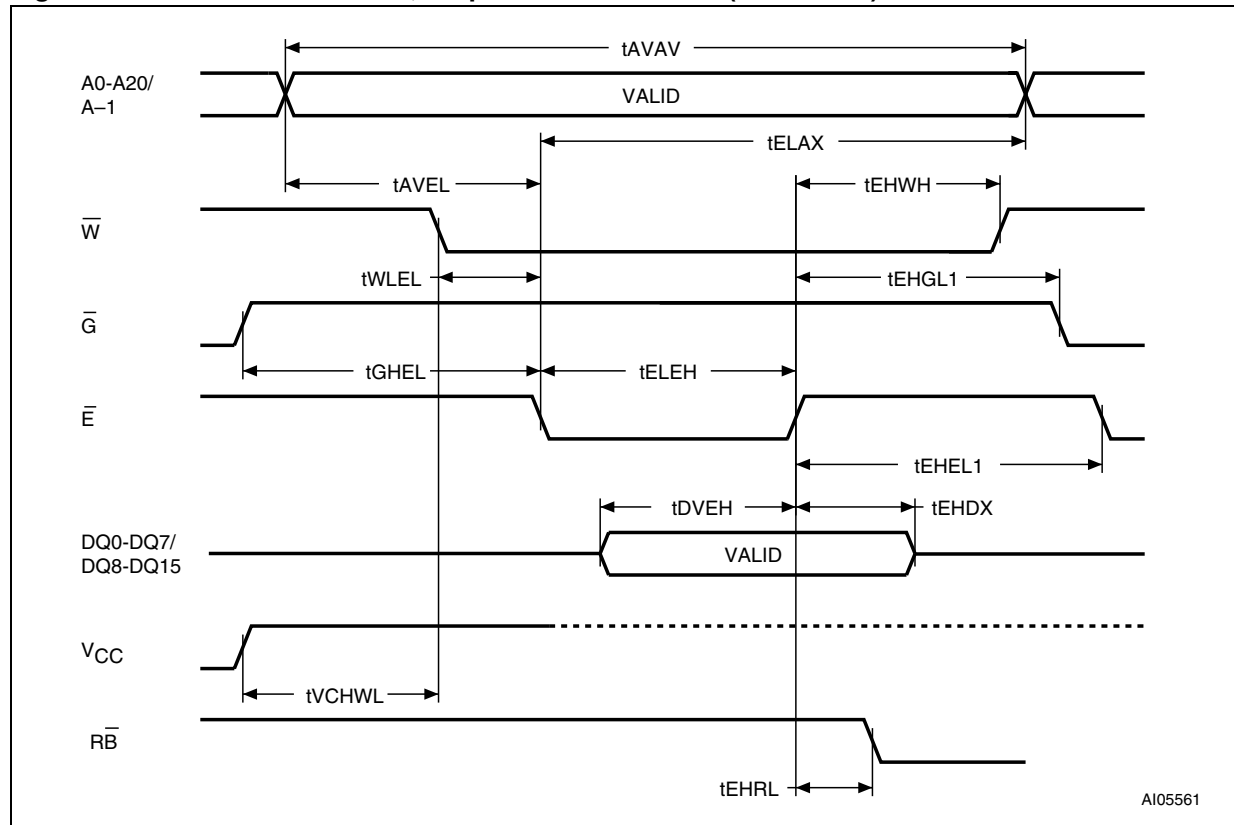 tAVAV
A0-A20/
A–1
VALID
tELAX
tAVEL
tEHWH
W̅
tWLEL
tEHGL1
G̅
tGHEL
tELEH
E̅
tEHEL1
tDVEH
tEHDX
DQ0-DQ7/
DQ8-DQ15
VALID
VCC
tVCHWL
RB̅
tEHRL
AI05561